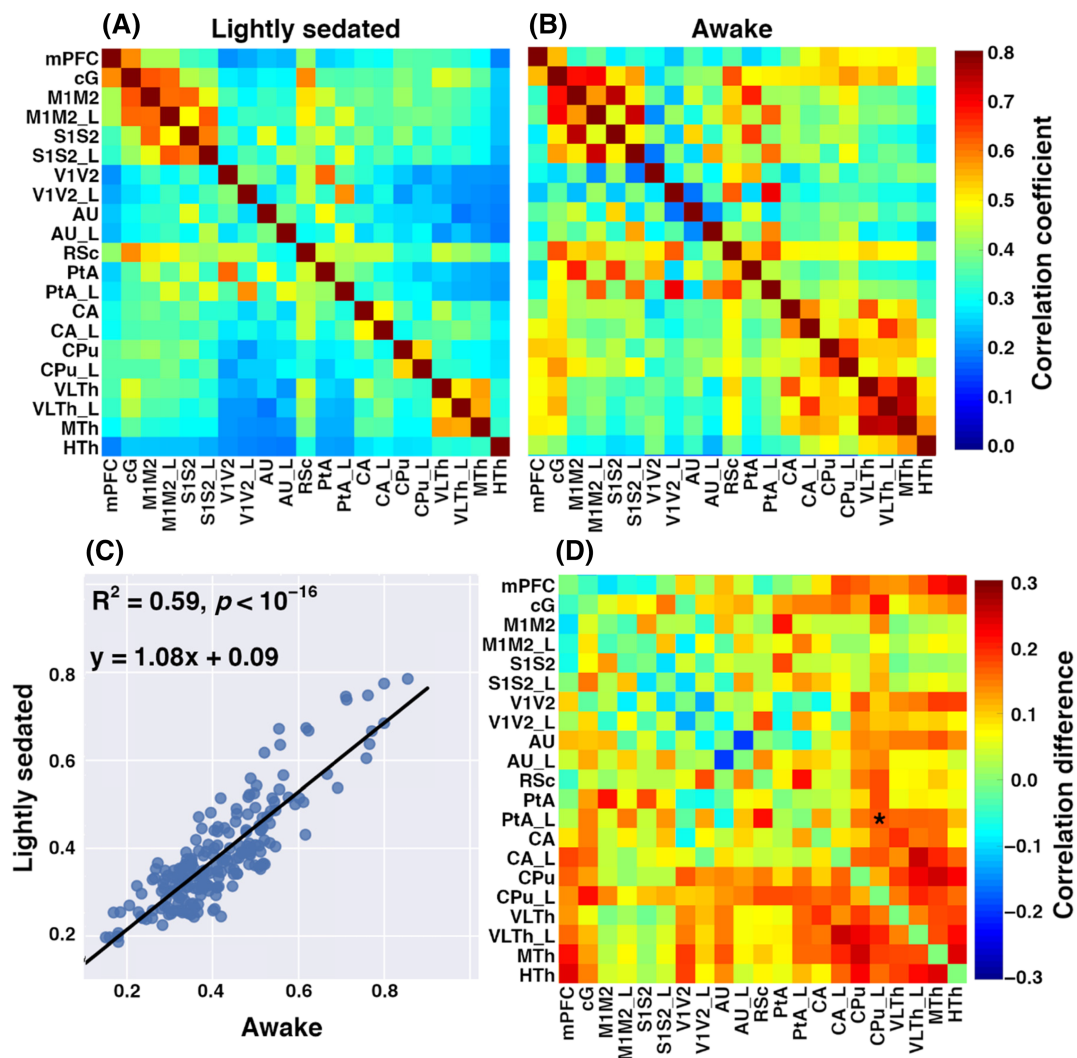 (A) Lightly sedated
(B) Awake
mPFC
cG
M1M2
M1M2_L
S1S2
S1S2_L
V1V2
V1V2_L
AU
AU_L
RSc
PtA
PtA_L
CA
CA_L
CPu
CPu_L
VLTh
VLTh_L
MTh
HTh
mPFC
cG
M1M2
M1M2_L
S1S2
S1S2_L
V1V2
V1V2_L
AU
AU_L
RSc
PtA
PtA_L
CA
CA_L
CPu
CPu_L
VLTh
VLTh_L
MTh
HTh
mPFC
cG
M1M2
M1M2_L
S1S2
S1S2_L
V1V2
V1V2_L
AU
AU_L
RSc
PtA
PtA_L
CA
CA_L
CPu
CPu_L
VLTh
VLTh_L
MTh
HTh
0.8
0.7
0.6
0.5
0.4
0.3
0.2
0.1
0.0
Correlation coefficient
(C)
R² = 0.59, p < 10⁻¹⁶
y = 1.08x + 0.09
0.8
0.6
0.4
0.2
Lightly sedated
0.2 0.4 0.6 0.8
Awake
(D)
mPFC
cG
M1M2
M1M2_L
S1S2
S1S2_L
V1V2
V1V2_L
AU
AU_L
RSc
PtA
PtA_L
CA
CA_L
CPu
CPu_L
VLTh
VLTh_L
MTh
HTh
*
mPFC
cG
M1M2
M1M2_L
S1S2
S1S2_L
V1V2
V1V2_L
AU
AU_L
RSc
PtA
PtA_L
CA
CA_L
CPu
CPu_L
VLTh
VLTh_L
MTh
HTh
0.3
0.2
0.1
0.0
−0.1
−0.2
−0.3
Correlation difference